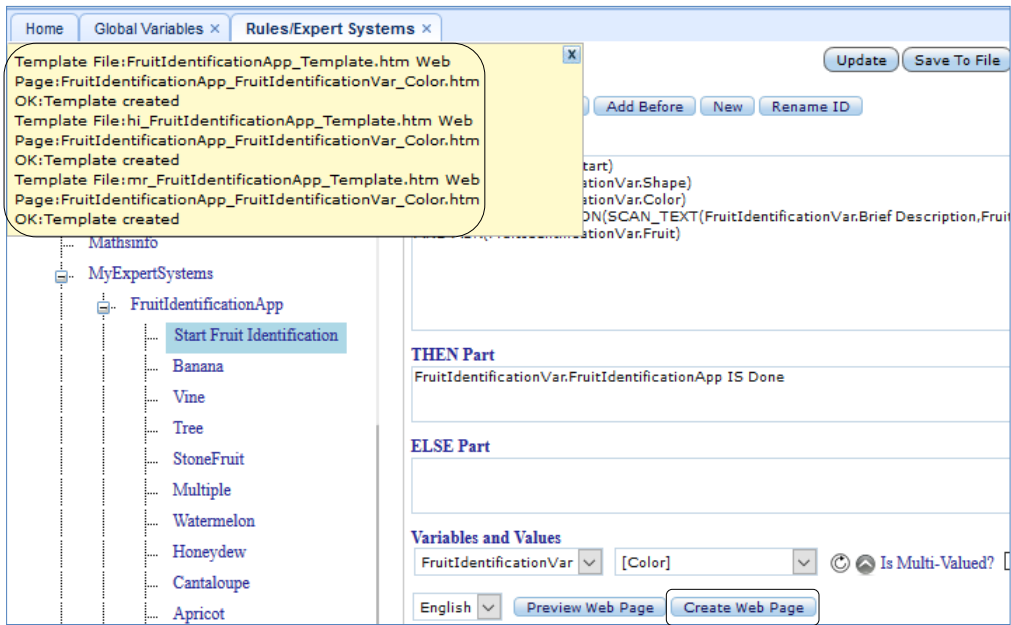 Home Global Variables × Rules/Expert Systems ×
Template File:FruitIdentificationApp_Template.htm Web
Page:FruitIdentificationApp_FruitIdentificationVar_Color.htm
OK:Template created
Template File:hi_FruitIdentificationApp_Template.htm Web
Page:FruitIdentificationApp_FruitIdentificationVar_Color.htm
OK:Template created
Template File:mr_FruitIdentificationApp_Template.htm Web
Page:FruitIdentificationApp_FruitIdentificationVar_Color.htm
OK:Template created
X
Update Save To File
Add Before New Rename ID
tart)
ationVar.Shape)
ationVar.Color)
ON(SCAN_TEXT(FruitIdentificationVar.Brief Description,Fruit
ationVar.Fruit)
Mathsinfo
MyExpertSystems
FruitIdentificationApp
Start Fruit Identification
Banana
Vine
Tree
StoneFruit
Multiple
Watermelon
Honeydew
Cantaloupe
Apricot
THEN Part
FruitIdentificationVar.FruitIdentificationApp IS Done
ELSE Part
Variables and Values
FruitIdentificationVar [Color] Is Multi-Valued?
English Preview Web Page Create Web Page